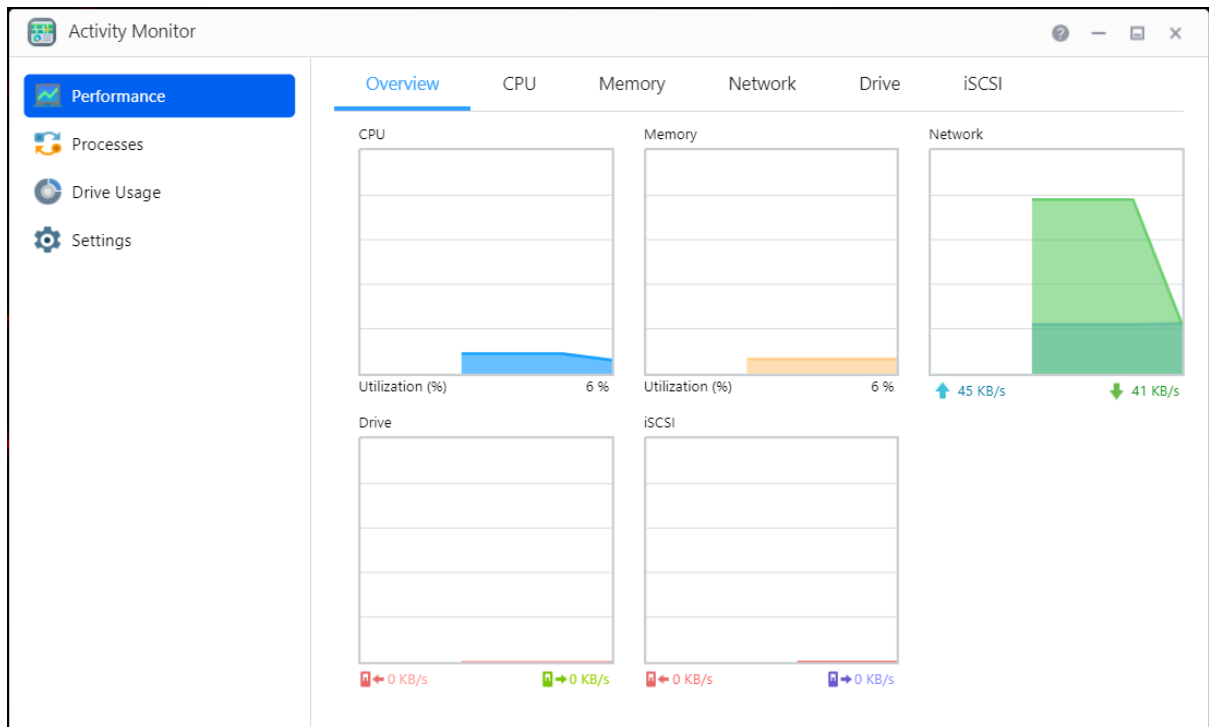 Activity Monitor
Performance
Processes
Drive Usage
Settings
Overview CPU Memory Network Drive iSCSI
CPU
Utilization (%) 6 %
Memory
Utilization (%) 6 %
Network
45 KB/s 41 KB/s
Drive
0 KB/s 0 KB/s
iSCSI
0 KB/s 0 KB/s